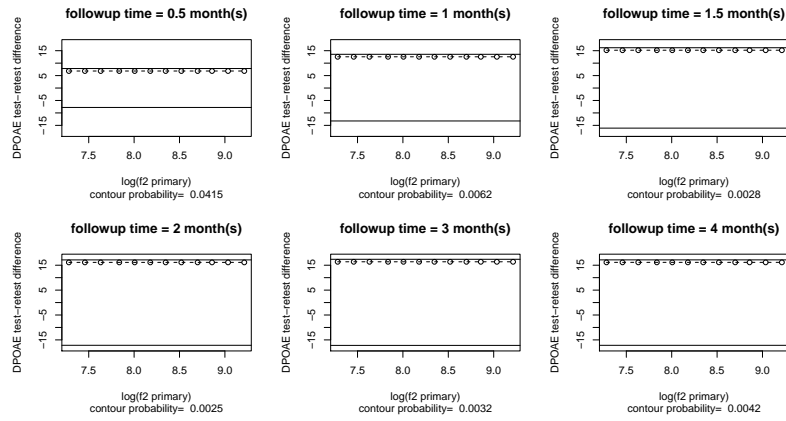 followup time = 0.5 month(s)
DPOAE test−retest difference
15
5
−5
−15
7.5 8.0 8.5 9.0
log(f2 primary)
contour probability= 0.0415
followup time = 1 month(s)
DPOAE test−retest difference
15
5
−5
−15
7.5 8.0 8.5 9.0
log(f2 primary)
contour probability= 0.0062
followup time = 1.5 month(s)
DPOAE test−retest difference
15
5
−5
−15
7.5 8.0 8.5 9.0
log(f2 primary)
contour probability= 0.0028
followup time = 2 month(s)
DPOAE test−retest difference
15
5
−5
−15
7.5 8.0 8.5 9.0
log(f2 primary)
contour probability= 0.0025
followup time = 3 month(s)
DPOAE test−retest difference
15
5
−5
−15
7.5 8.0 8.5 9.0
log(f2 primary)
contour probability= 0.0032
followup time = 4 month(s)
DPOAE test−retest difference
15
5
−5
−15
7.5 8.0 8.5 9.0
log(f2 primary)
contour probability= 0.0042